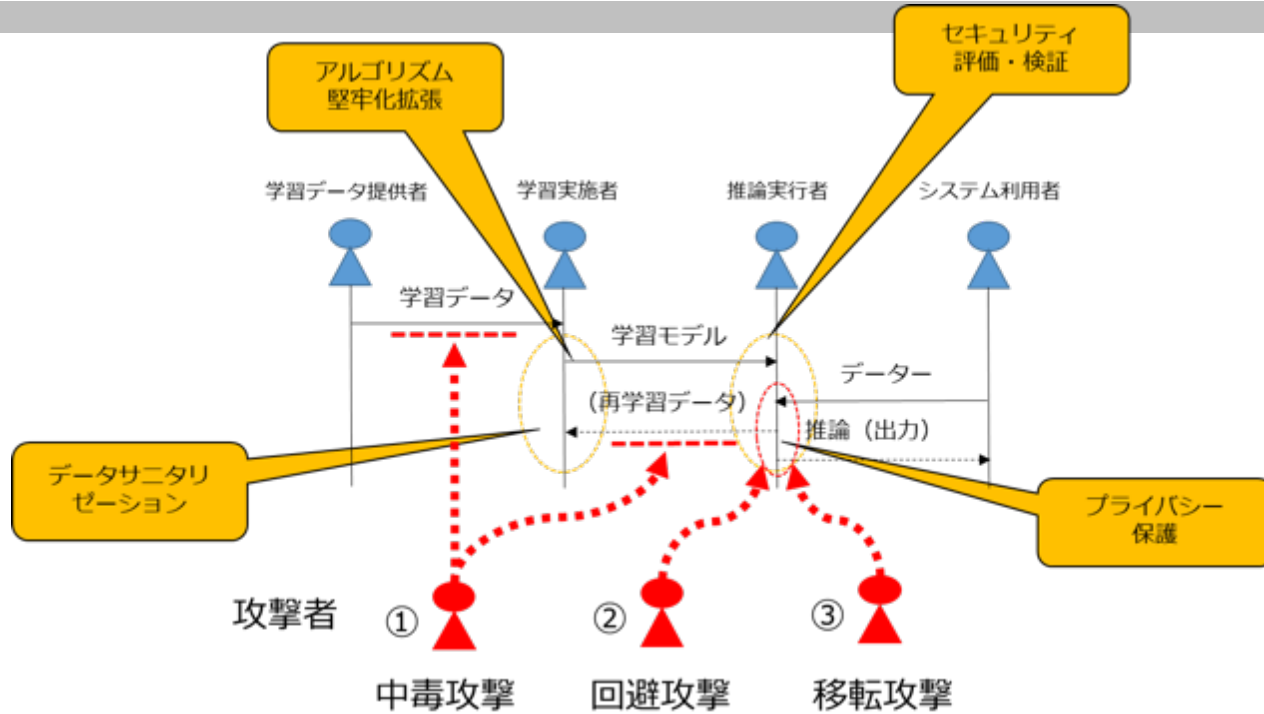 アルゴリズム
堅牢化拡張
セキュリティ
評価・検証
学習データ提供者
学習実施者
推論実行者
システム利用者
学習データ
学習モデル
データー
(再学習データ)
推論（出力）
データサニタリ
ゼーション
プライバシー
保護
攻撃者
①
②
③
中毒攻撃
回避攻撃
移転攻撃